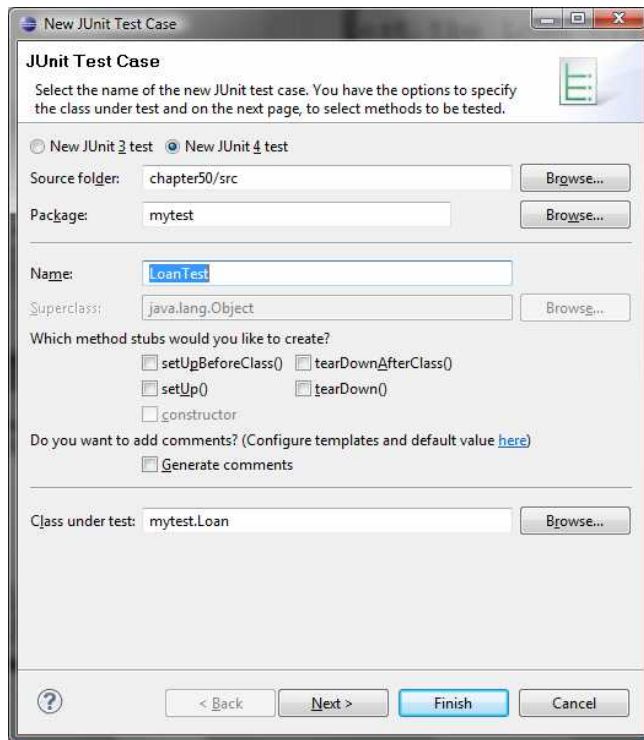 New JUnit Test Case
JUnit Test Case
Select the name of the new JUnit test case. You have the options to specify
the class under test and on the next page, to select methods to be tested.
New JUnit 3 test New JUnit 4 test
Source folder: chapter50/src Browse...
Package: mytest Browse...
Name: LoanTest
Superclass: java.lang.Object Browse...
Which method stubs would you like to create?
setUpBeforeClass() tearDownAfterClass()
setUp() tearDown()
constructor
Do you want to add comments? (Configure templates and default value here)
Generate comments
Class under test: mytest.Loan Browse...
? < Back Next > Finish Cancel